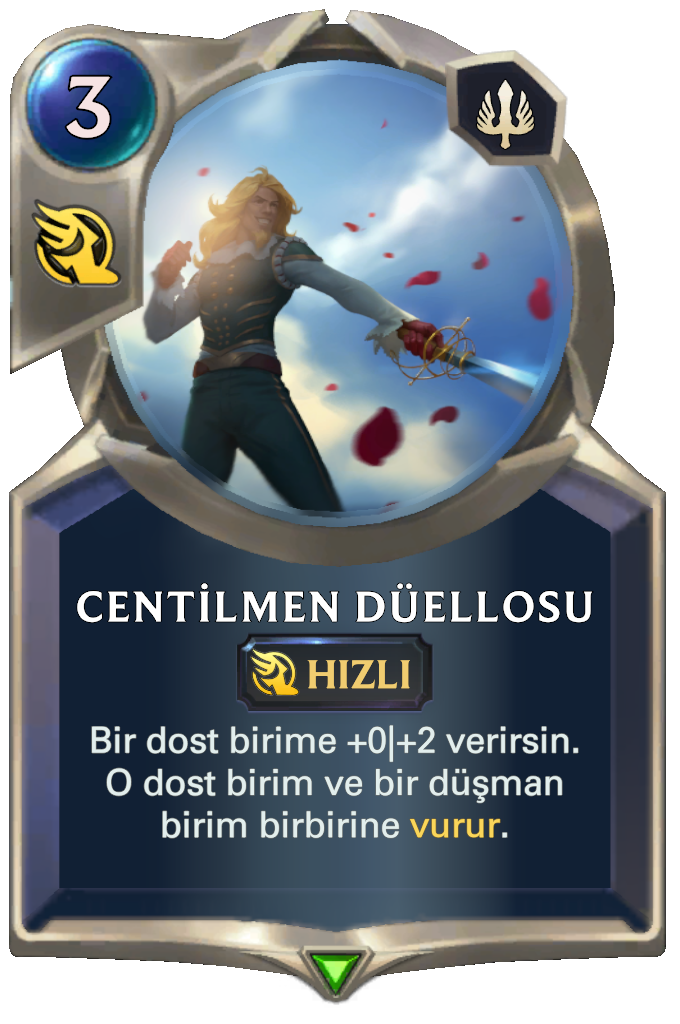 3
CENTİLMEN DÜELLOSU
HIZLI
Bir dost birime +0|+2 verirsin.
O dost birim ve bir düşman
birim birbirine vurur.